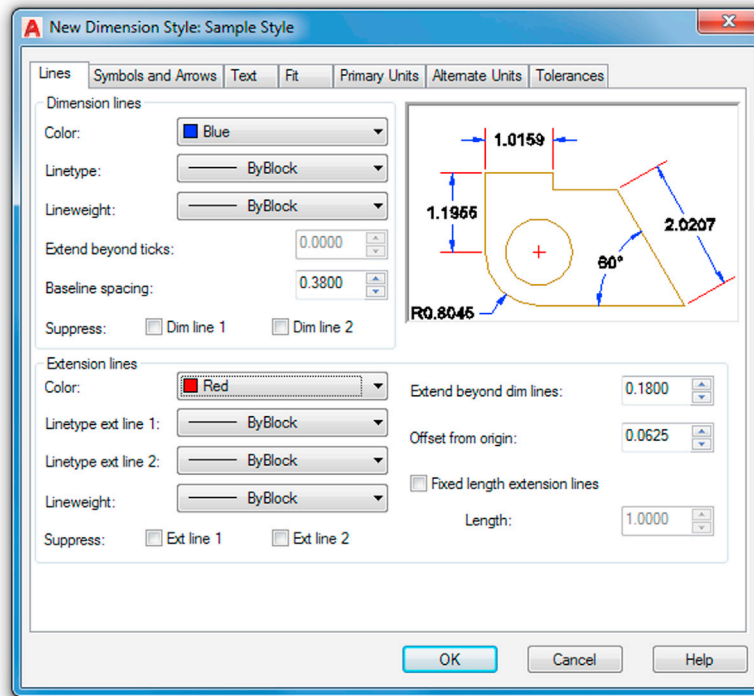 New Dimension Style: Sample Style
Lines Symbols and Arrows Text Fit Primary Units Alternate Units Tolerances
Dimension lines
Color: Blue
Linetype: ByBlock
Lineweight: ByBlock
Extend beyond ticks: 0.0000
Baseline spacing: 0.3800
Suppress: Dim line 1 Dim line 2
1.0159
1.1955
2.0207
60°
R0.8045
Extension lines
Color: Red
Linetype ext line 1: ByBlock
Linetype ext line 2: ByBlock
Lineweight: ByBlock
Suppress: Ext line 1 Ext line 2
Extend beyond dim lines: 0.1800
Offset from origin: 0.0625
Fixed length extension lines
Length: 1.0000
OK Cancel Help